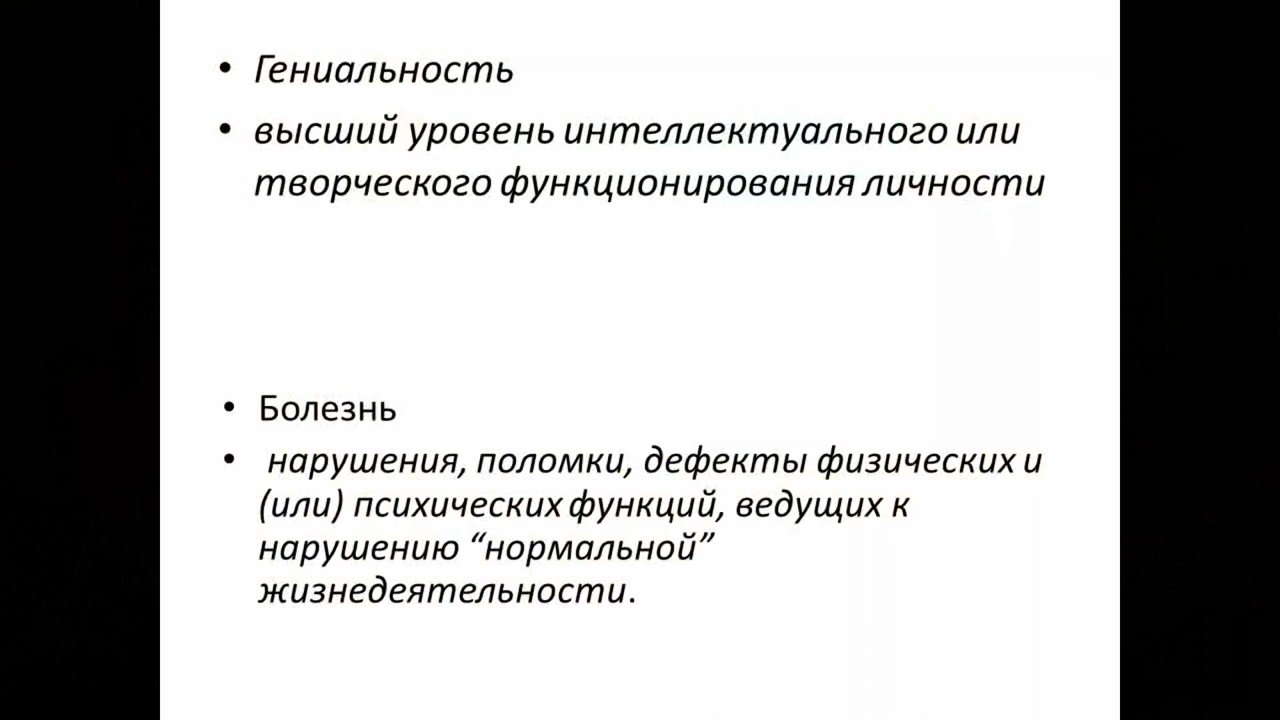 • Гениальность
• высший уровень интеллектуального или
творческого функционирования личности
• Болезнь
• нарушения, поломки, дефекты физических и
(или) психических функций, ведущих к
нарушению “нормальной”
жизнедеятельности.